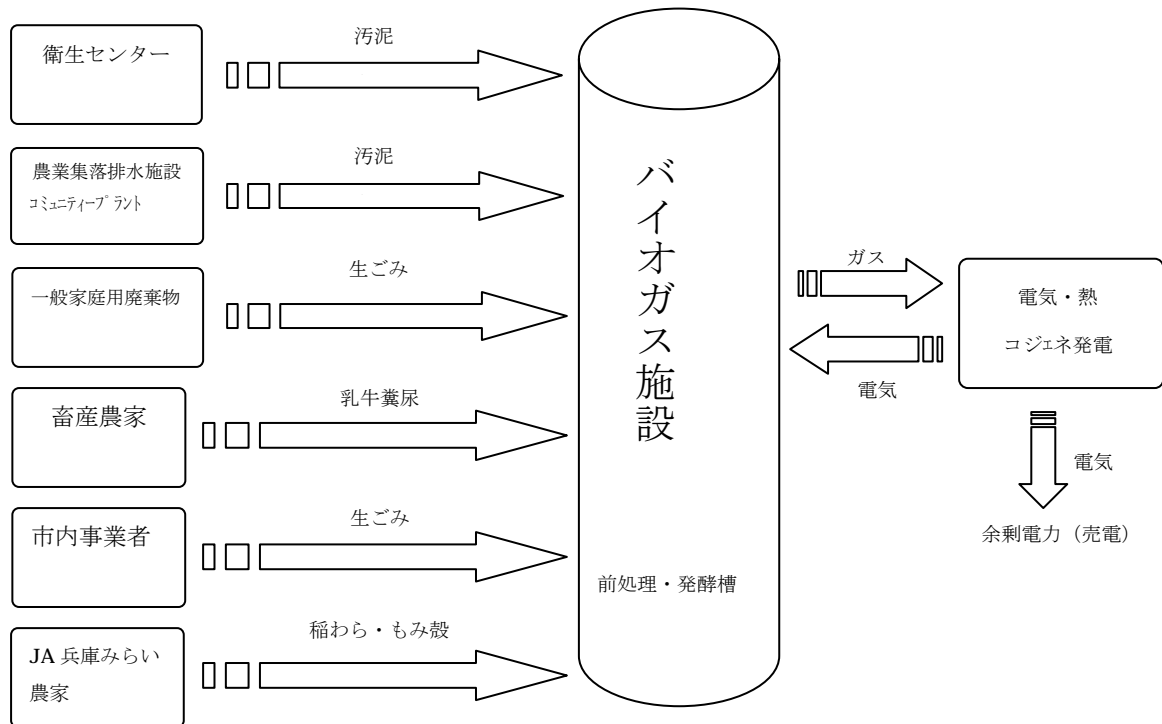 衛生センター
汚泥
農業集落排水施設
コミュニティープラント
汚泥
一般家庭用廃棄物
生ごみ
畜産農家
乳牛糞尿
市内事業者
生ごみ
JA 兵庫みらい
農家
稲わら・もみ殻
バイオガス施設
前処理・発酵槽
ガス
電気
電気・熱
コジェネ発電
電気
余剰電力（売電）